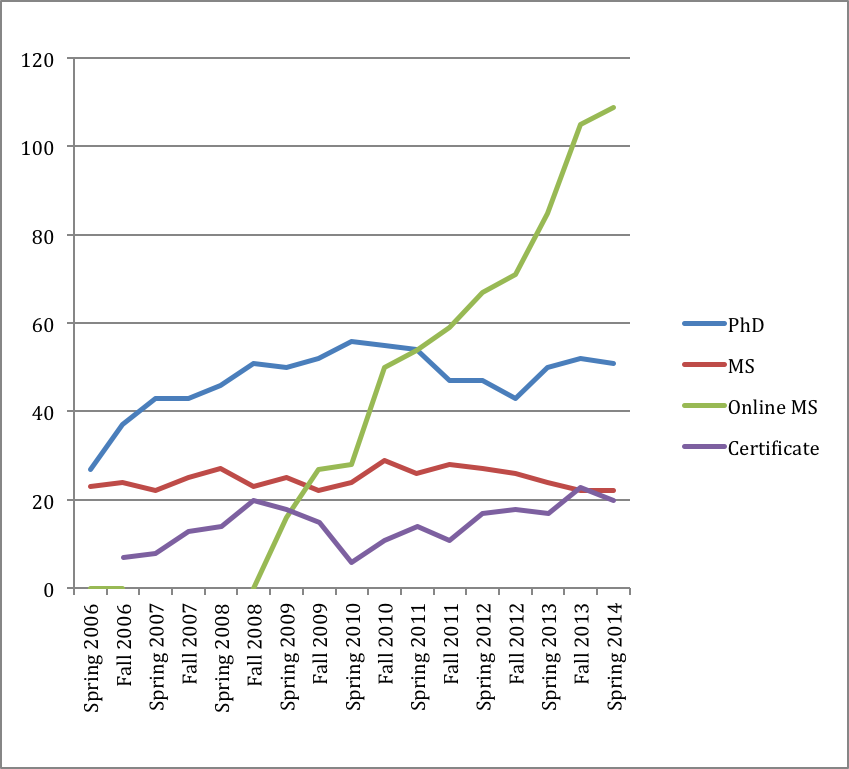 120
100
80
60
40
20
0
Spring 2006
Fall 2006
Spring 2007
Fall 2007
Spring 2008
Fall 2008
Spring 2009
Fall 2009
Spring 2010
Fall 2010
Spring 2011
Fall 2011
Spring 2012
Fall 2012
Spring 2013
Fall 2013
Spring 2014
PhD
MS
Online MS
Certificate